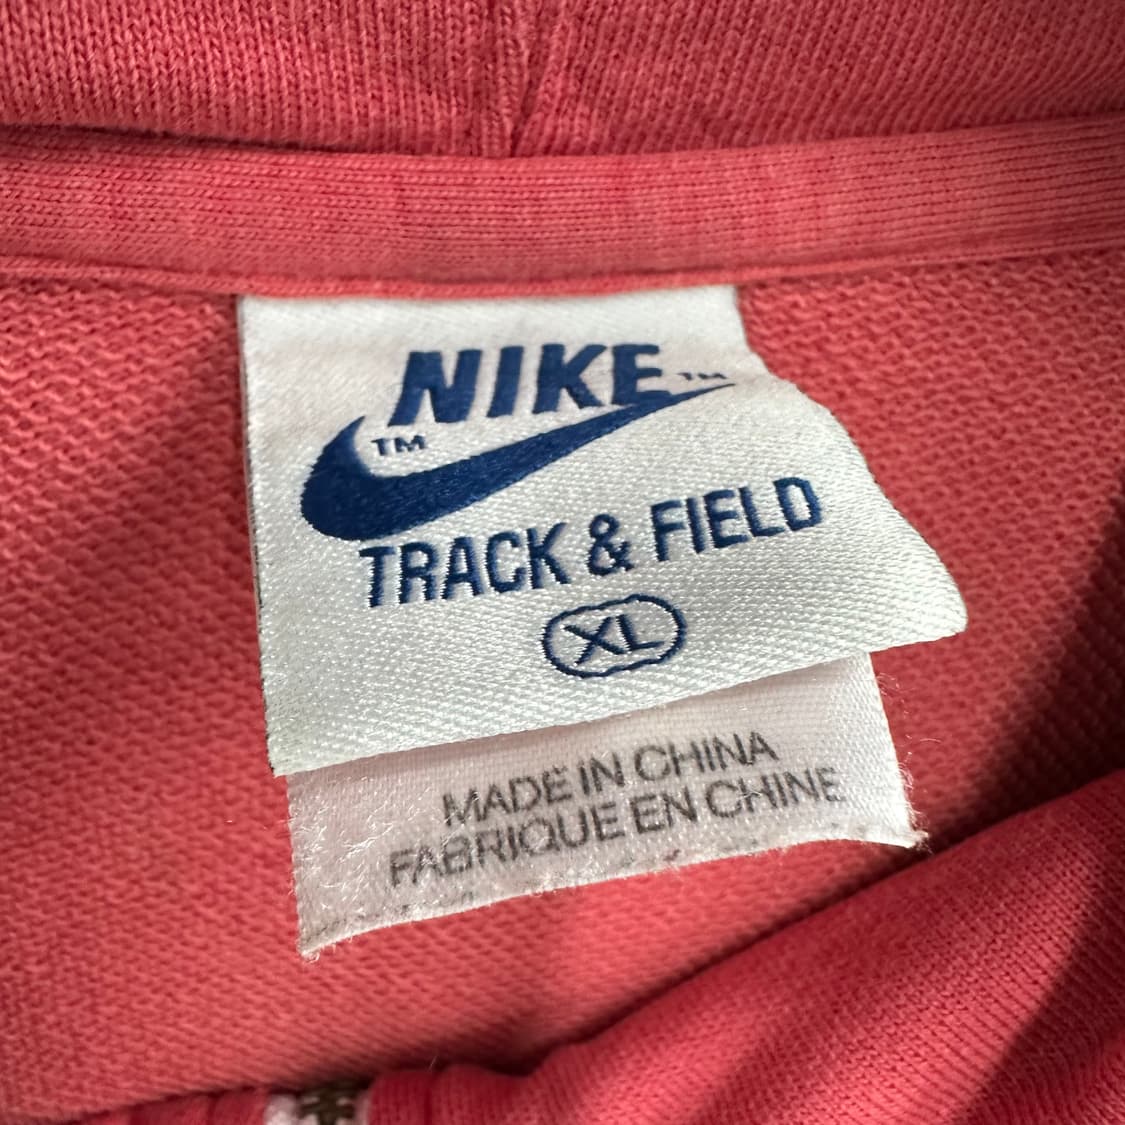 NIKE™
™
TRACK & FIELD
XL
MADE IN CHINA
FABRIQUE EN CHINE